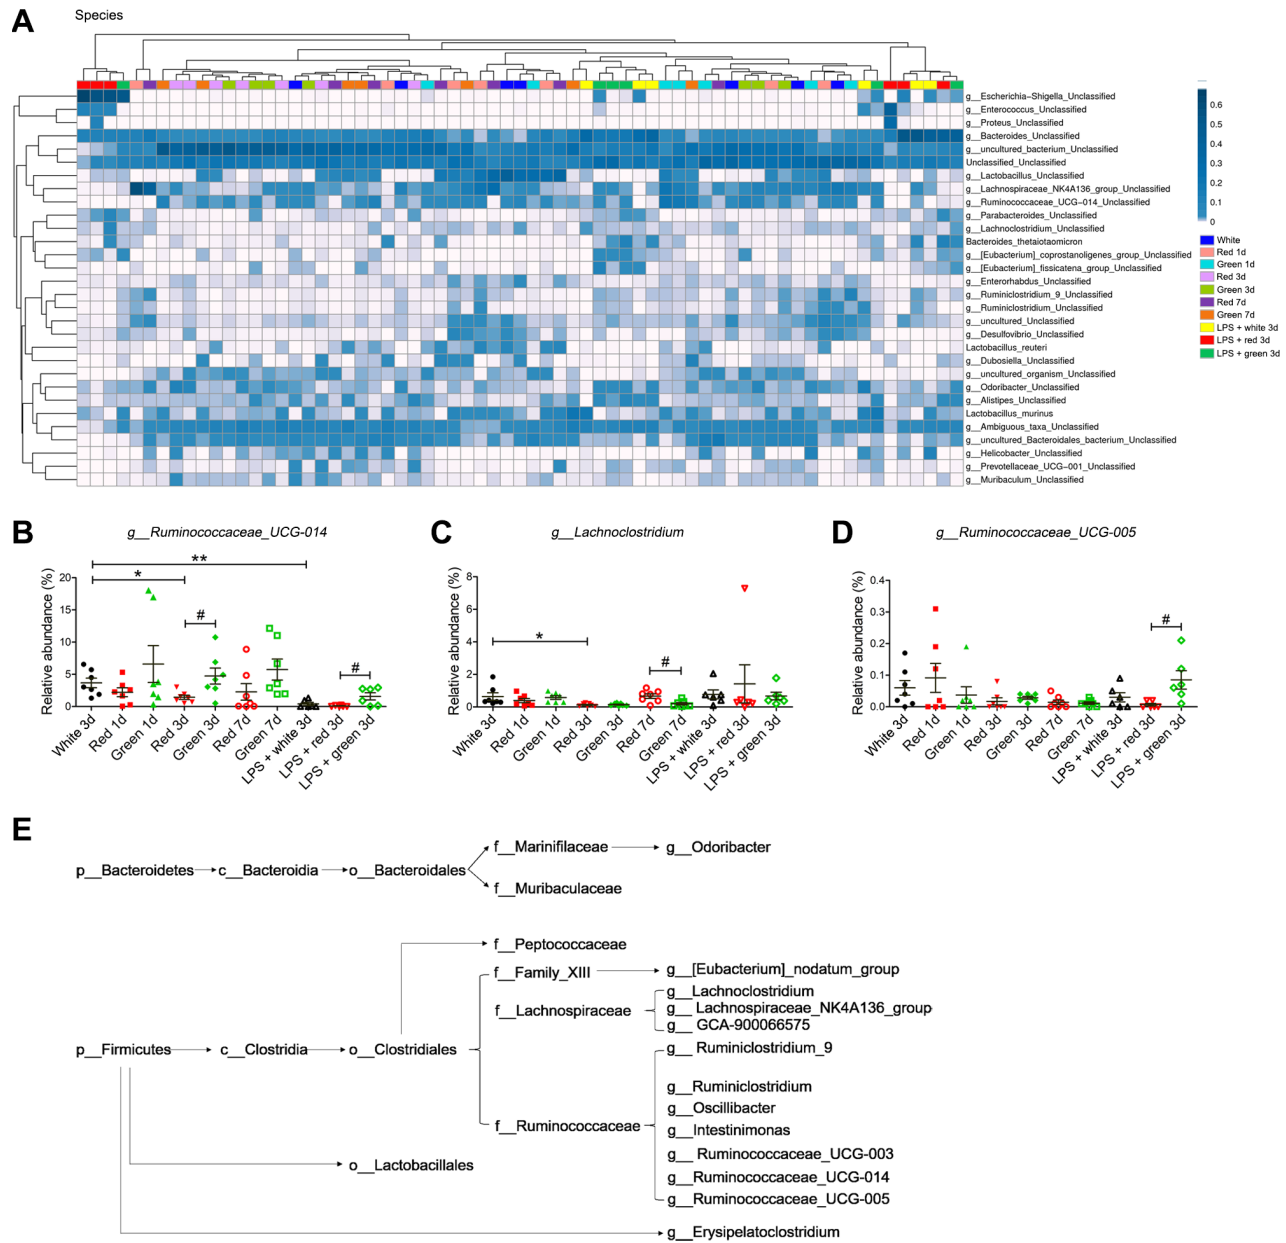 A
Species
g__Escherichia-Shigella_Unclassified
g__Enterococcus_Unclassified
g__Proteus_Unclassified
g__Bacteroides_Unclassified
g__uncultured_bacterium_Unclassified
Unclassified_Unclassified
g__Lactobacillus_Unclassified
g__Lachnospiraceae_NK4A136_group_Unclassified
g__Ruminococcaceae_UCG-014_Unclassified
g__Parabacteroides_Unclassified
g__Lachnoclostridium_Unclassified
Bacteroides_thetaiotaomicron
g__[Eubacterium]_coprostanoligenes_group_Unclassified
g__[Eubacterium]_fissicatena_group_Unclassified
g__Enterorhabdus_Unclassified
g__Ruminiclostridium_9_Unclassified
g__Ruminiclostridium_Unclassified
g__uncultured_Unclassified
g__Desulfovibrio_Unclassified
Lactobacillus_reuteri
g__Dubosiella_Unclassified
g__uncultured_organism_Unclassified
g__Odoribacter_Unclassified
g__Alistipes_Unclassified
Lactobacillus_murinus
g__Ambiguous_taxa_Unclassified
g__uncultured_Bacteroidales_bacterium_Unclassified
g__Helicobacter_Unclassified
g__Prevotellaceae_UCG-001_Unclassified
g__Muribaculum_Unclassified
0.6
0.5
0.4
0.3
0.2
0.1
0
White
Red 1d
Green 1d
Red 3d
Green 3d
Red 7d
Green 7d
LPS + white 3d
LPS + red 3d
LPS + green 3d
B
g__Ruminococcaceae_UCG-014
Relative abundance (%)
20
15
10
5
0
**
*
#
#
White 3d
Red 1d
Green 1d
Red 3d
Green 3d
Red 7d
Green 7d
LPS + white 3d
LPS + red 3d
LPS + green 3d
C
g__Lachnoclostridium
Relative abundance (%)
8
6
4
2
0
*
#
White 3d
Red 1d
Green 1d
Red 3d
Green 3d
Red 7d
Green 7d
LPS + white 3d
LPS + red 3d
LPS + green 3d
D
g__Ruminococcaceae_UCG-005
Relative abundance (%)
0.4
0.3
0.2
0.1
0.0
#
White 3d
Red 1d
Green 1d
Red 3d
Green 3d
Red 7d
Green 7d
LPS + white 3d
LPS + red 3d
LPS + green 3d
E
p__Bacteroidetes
c__Bacteroidia
o__Bacteroidales
f__Marinifilaceae
g__Odoribacter
f__Muribaculaceae
p__Firmicutes
c__Clostridia
o__Clostridiales
f__Peptococcaceae
f__Family_XIII
g__[Eubacterium]_nodatum_group
f__Lachnospiraceae
g__Lachnoclostridium
g__ Lachnospiraceae_NK4A136_group
g__ GCA-900066575
f__Ruminococcaceae
g__ Ruminiclostridium_9
g__Ruminiclostridium
g__Oscillibacter
g__Intestinimonas
g__ Ruminococcaceae_UCG-003
g__Ruminococcaceae_UCG-014
g__Ruminococcaceae_UCG-005
o__Lactobacillales
g__Erysipelatoclostridium